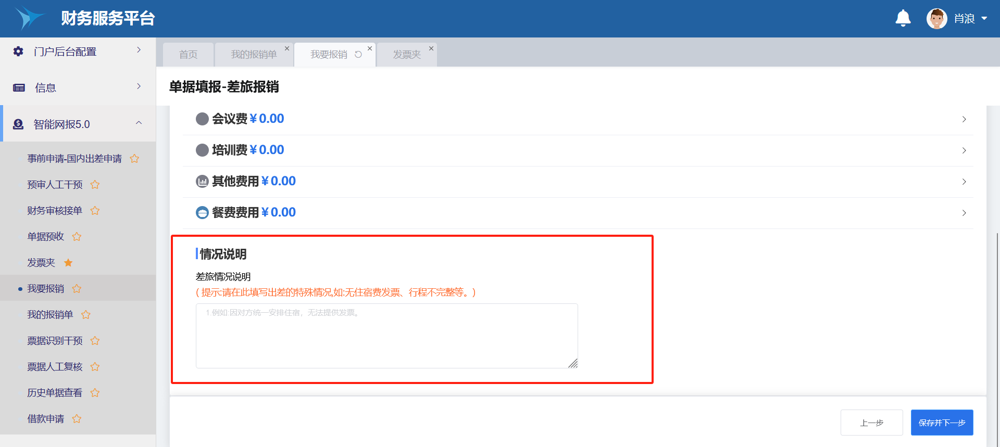 财务服务平台
肖浪
门户后台配置
信息
智能网报5.0
事前申请-国内出差申请
预审人工干预
财务审核接单
单据预收
发票夹
我要报销
我的报销单
票据识别干预
票据人工复核
历史单据查看
借款申请
首页
我的报销单
我要报销
发票夹
单据填报-差旅报销
会议费 ¥ 0.00
培训费 ¥ 0.00
其他费用 ¥ 0.00
餐费费用 ¥ 0.00
情况说明
差旅情况说明
( 提示:请在此填写出差的特殊情况,如:无住宿费发票、行程不完整等。)
1.例如:因对方统一安排住宿，无法提供发票。
上一步
保存并下一步